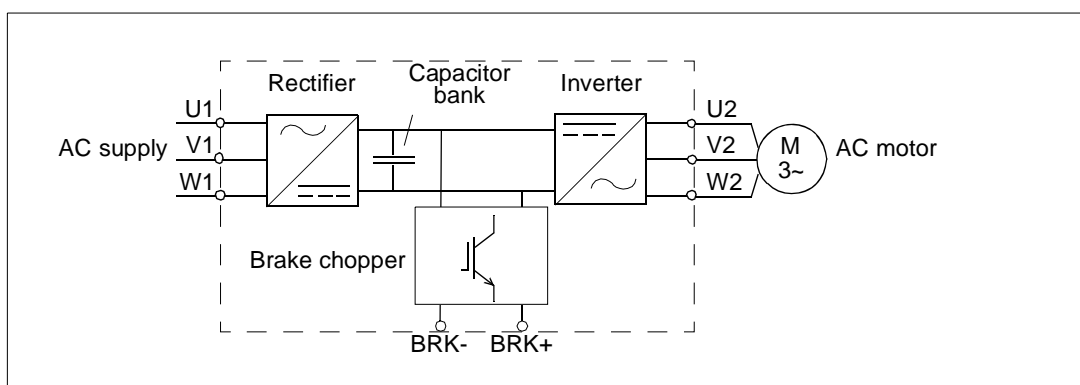 Rectifier
Capacitor
bank
Inverter
U1
V1
W1
AC supply
U2
V2
W2
M
3~
AC motor
Brake chopper
BRK-
BRK+